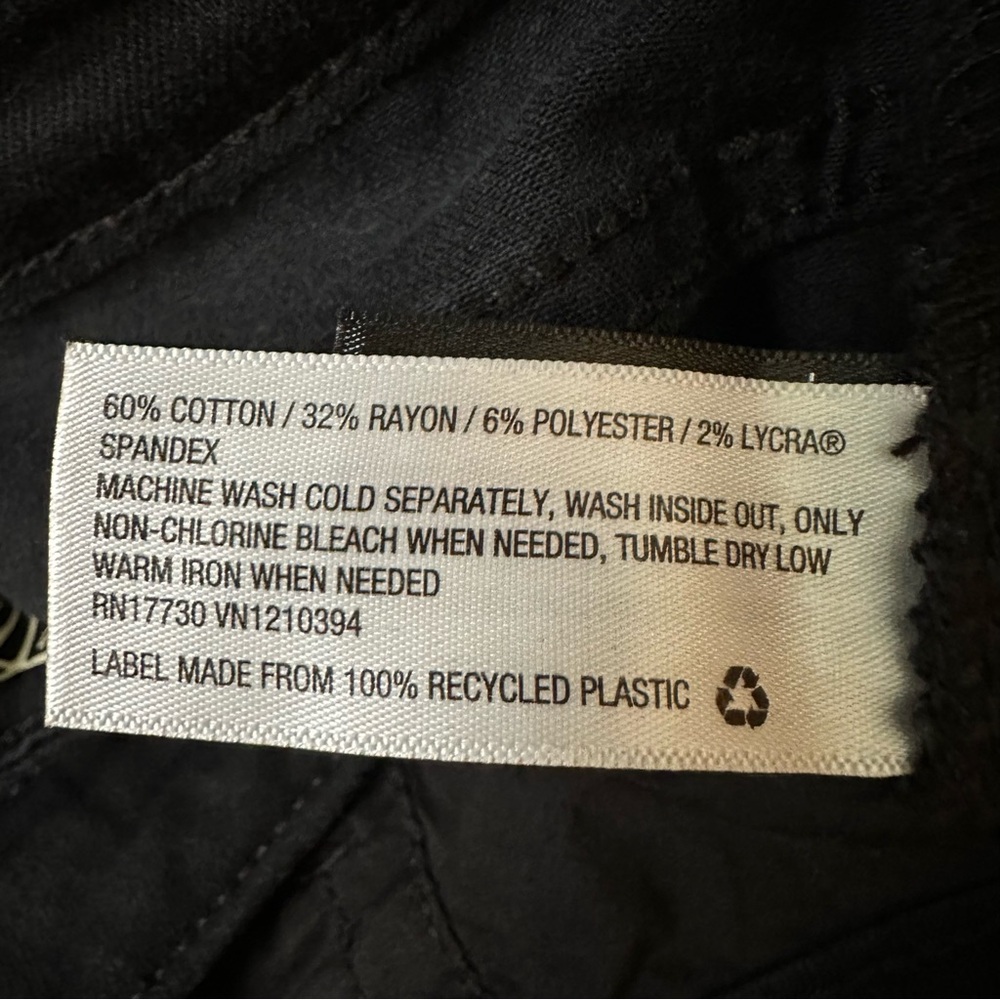 60% COTTON / 32% RAYON / 6% POLYESTER / 2% LYCRA®
SPANDEX
MACHINE WASH COLD SEPARATELY, WASH INSIDE OUT, ONLY
NON-CHLORINE BLEACH WHEN NEEDED, TUMBLE DRY LOW
WARM IRON WHEN NEEDED
RN17730 VN1210394
LABEL MADE FROM 100% RECYCLED PLASTIC